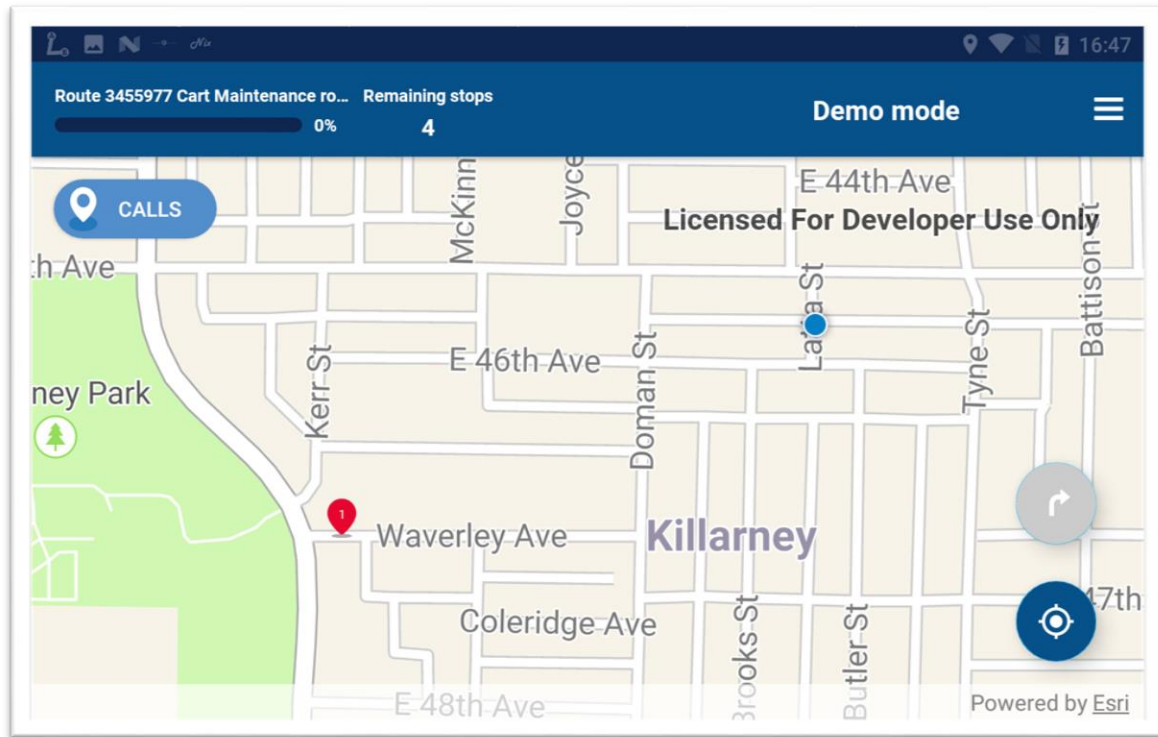 Nix
16:47
Route 3455977 Cart Maintenance ro...
0%
Remaining stops
4
Demo mode
CALLS
McKinn
Joyce
E 44th Ave
Licensed For Developer Use Only
Battison St
th Ave
St
E 46th Ave
Kerr St
Doman St
Tyne St
ney Park
1
Waverley Ave
Killarney
Coleridge Ave
47th
Brooks St
Butler St
E 48th Ave
Powered by Esri